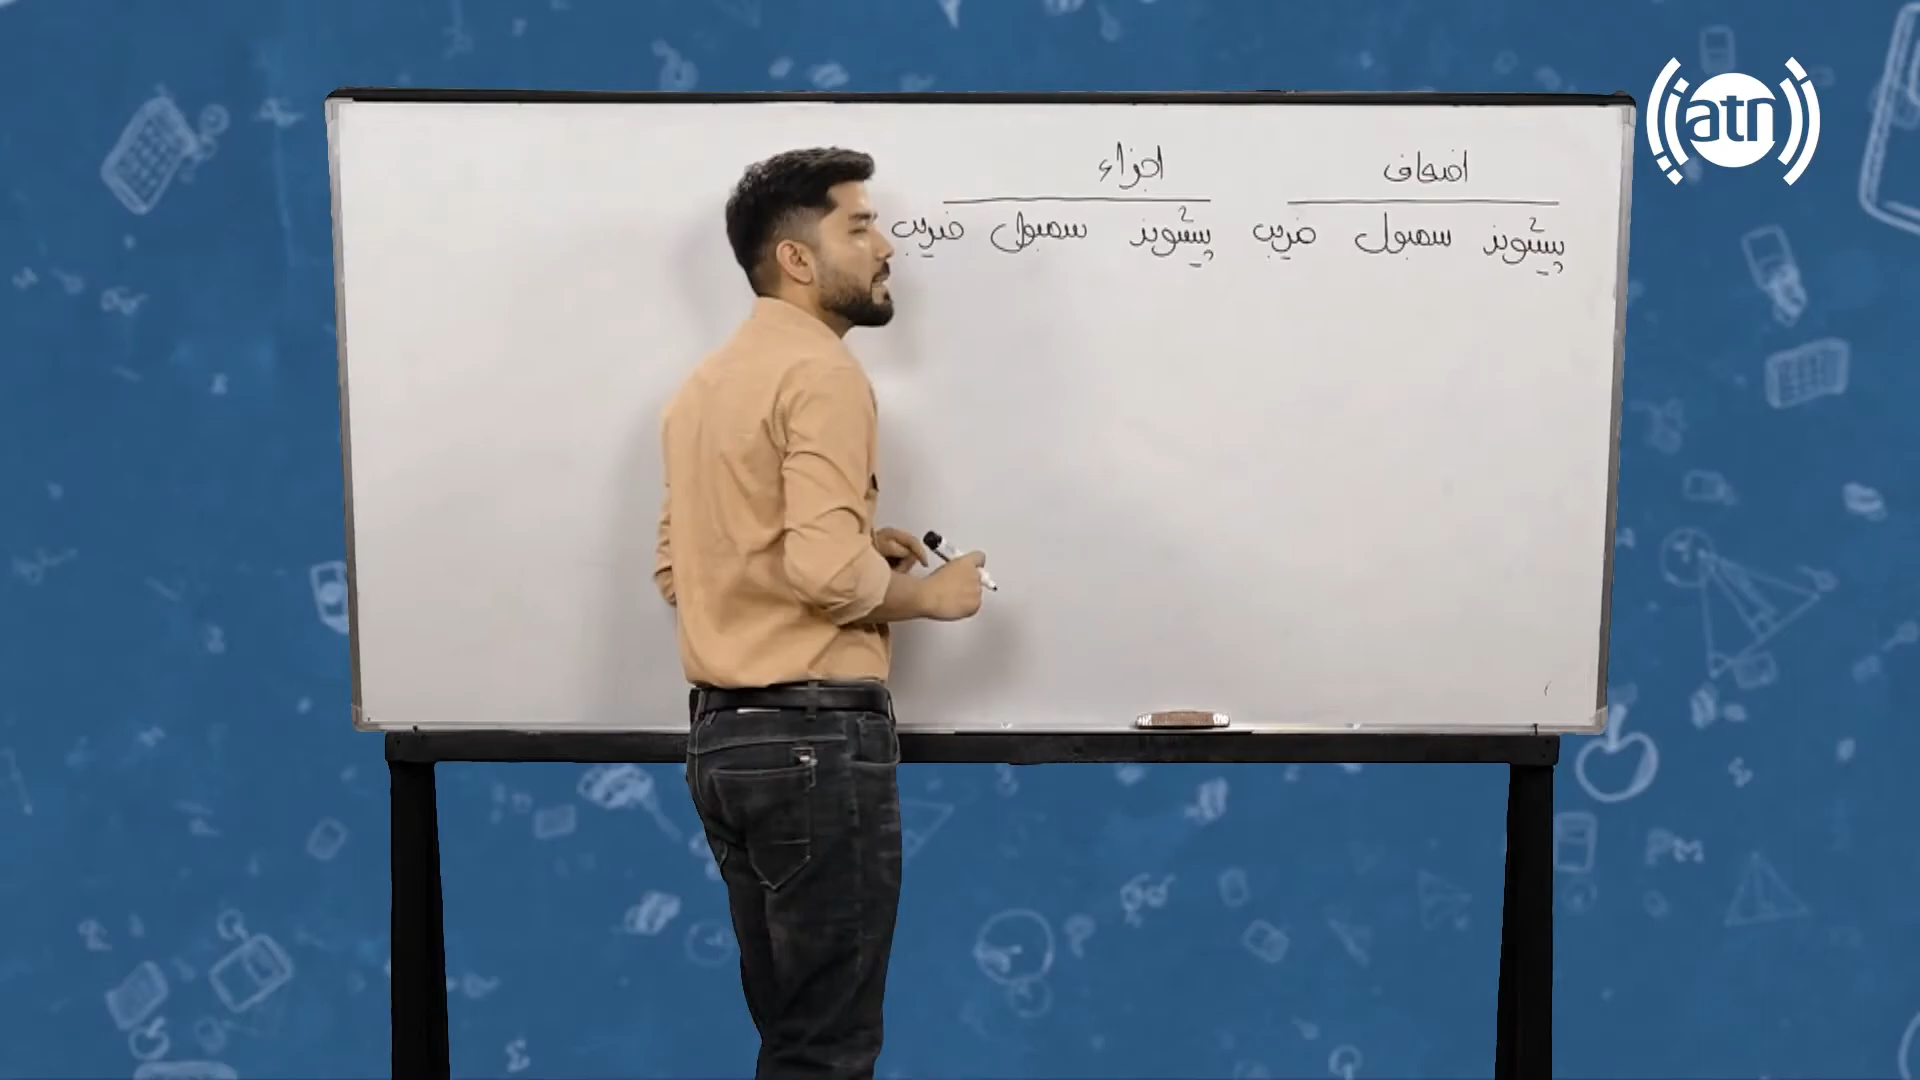 اضعاف
اجزاء
پیشوند سمبول ضریب
پیشوند سمبول ضریب
atn